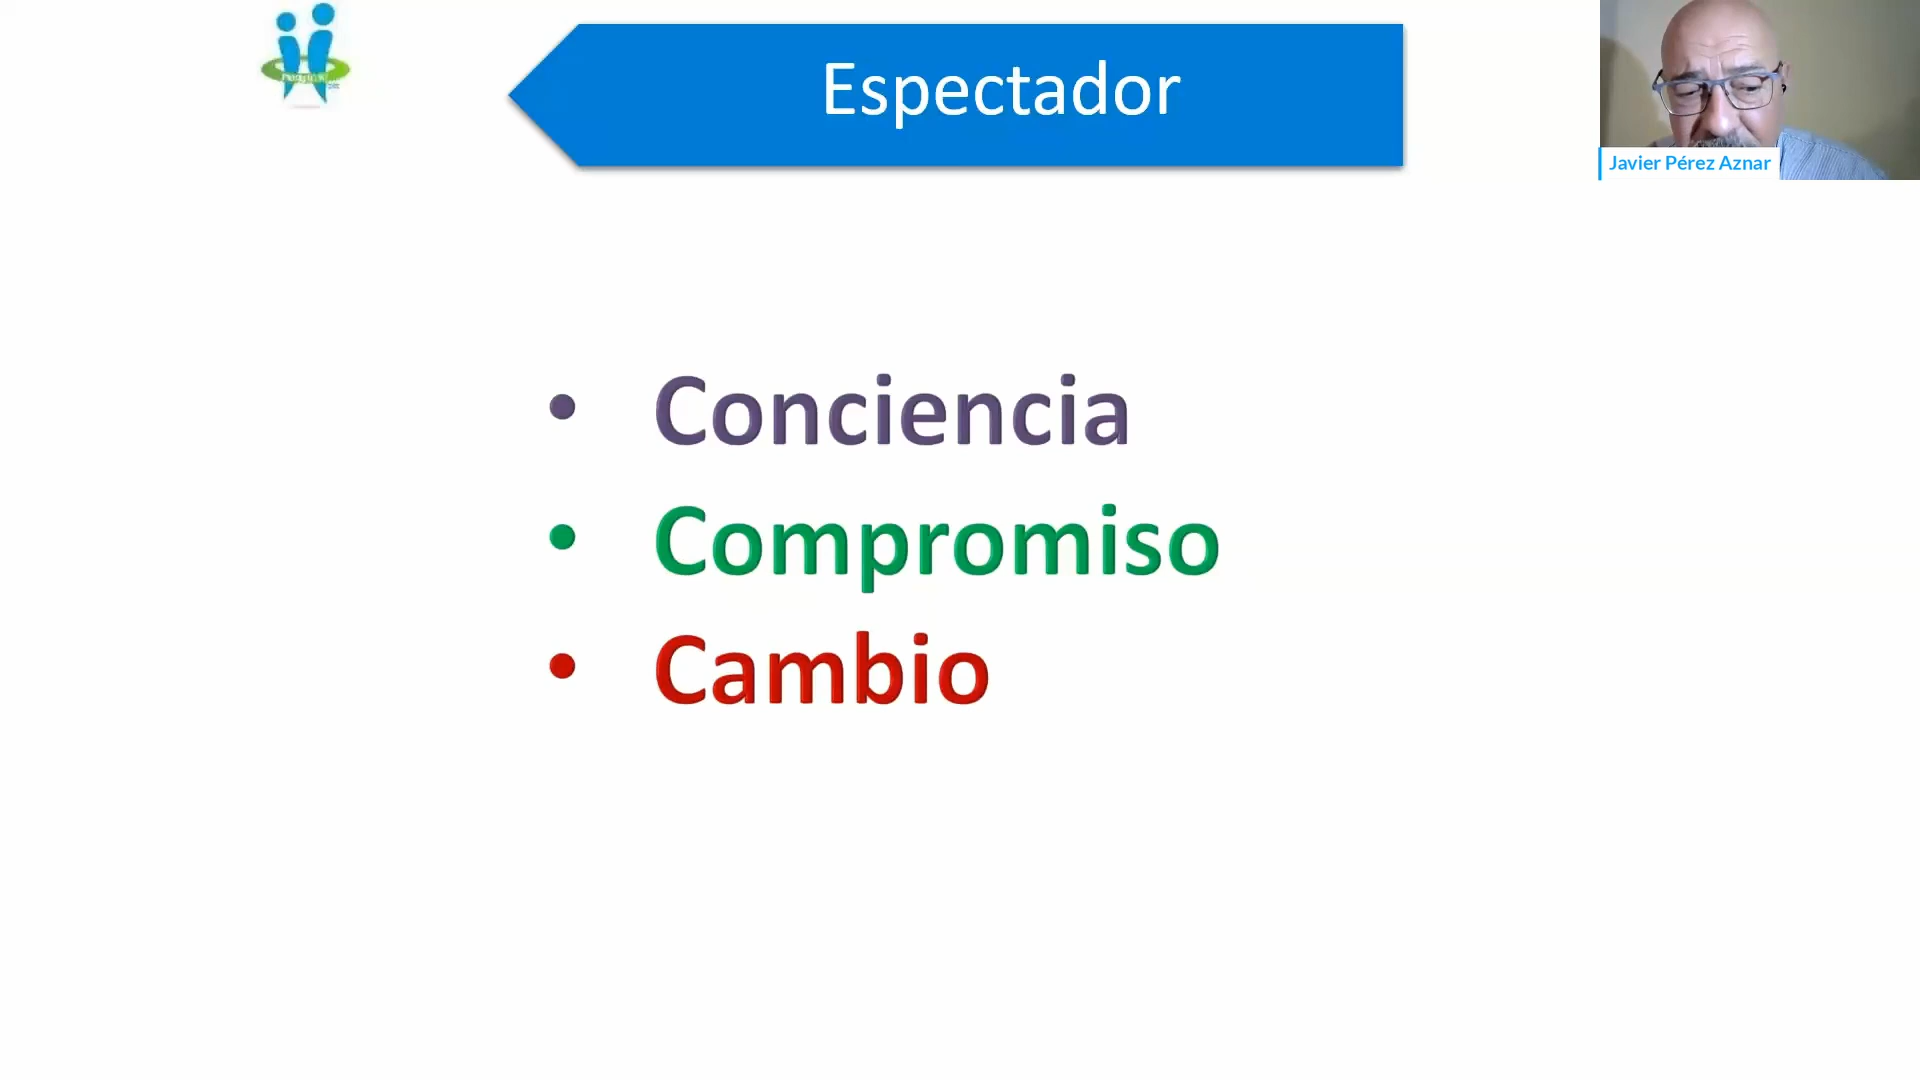 Espectador
Javier Pérez Aznar
• Conciencia
• Compromiso
• Cambio